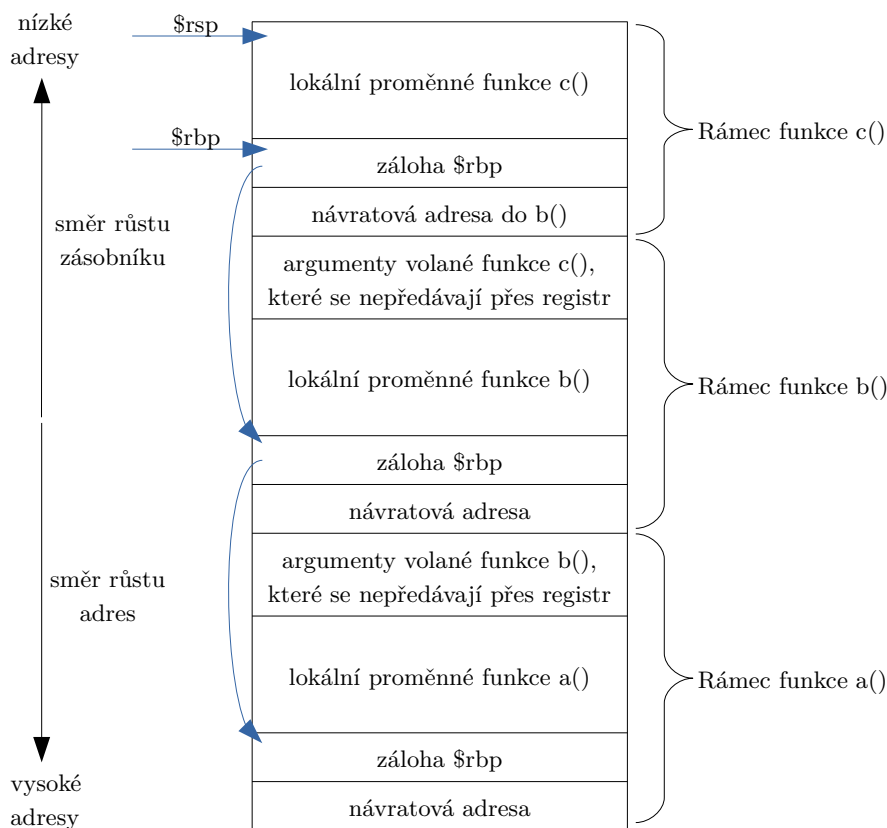 nízké
adresy
$rsp
lokální proměnné funkce c()
Rámec funkce c()
$rbp
záloha $rbp
návratová adresa do b()
směr růstu
zásobníku
argumenty volané funkce c(),
které se nepředávají přes registr
lokální proměnné funkce b()
Rámec funkce b()
záloha $rbp
návratová adresa
argumenty volané funkce b(),
které se nepředávají přes registr
směr růstu
adres
lokální proměnné funkce a()
Rámec funkce a()
záloha $rbp
návratová adresa
vysoké
adresy